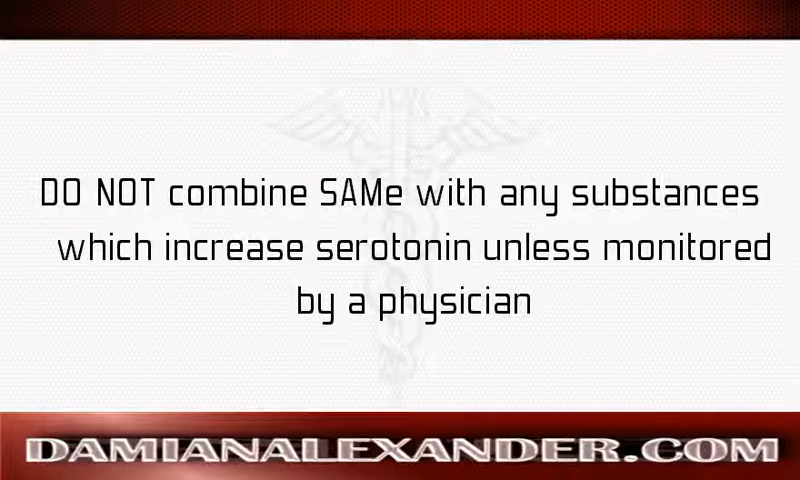 DO NOT combine SAMe with any substances
which increase serotonin unless monitored
by a physician
DAMIANALEXANDER.COM